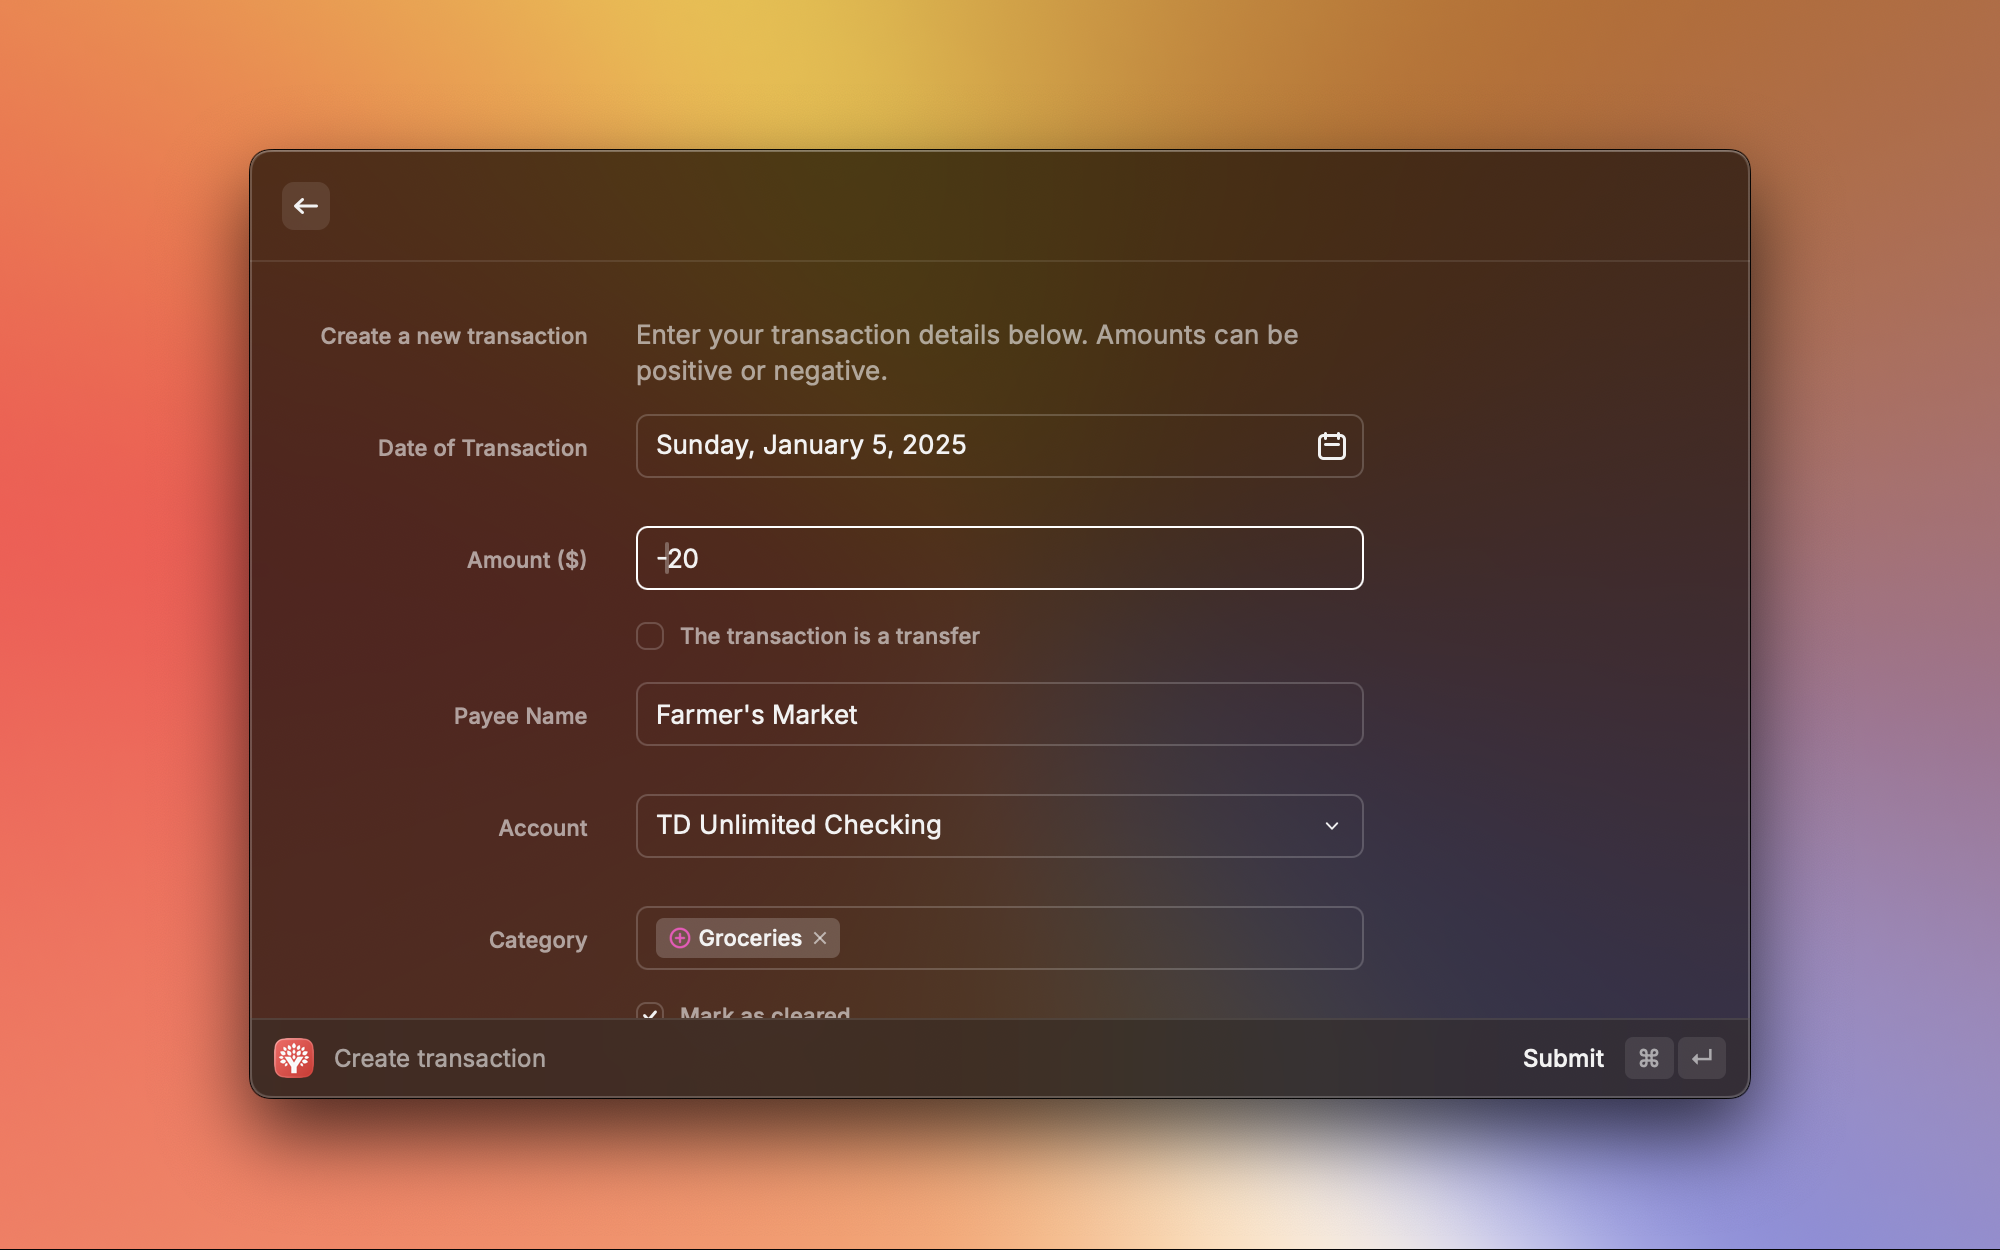 Create a new transaction
Enter your transaction details below. Amounts can be
positive or negative.
Date of Transaction
Sunday, January 5, 2025
Amount ($)
-20
The transaction is a transfer
Payee Name
Farmer's Market
Account
TD Unlimited Checking
Category
Groceries
Mark as cleared
Create transaction
Submit ⌘ ↵